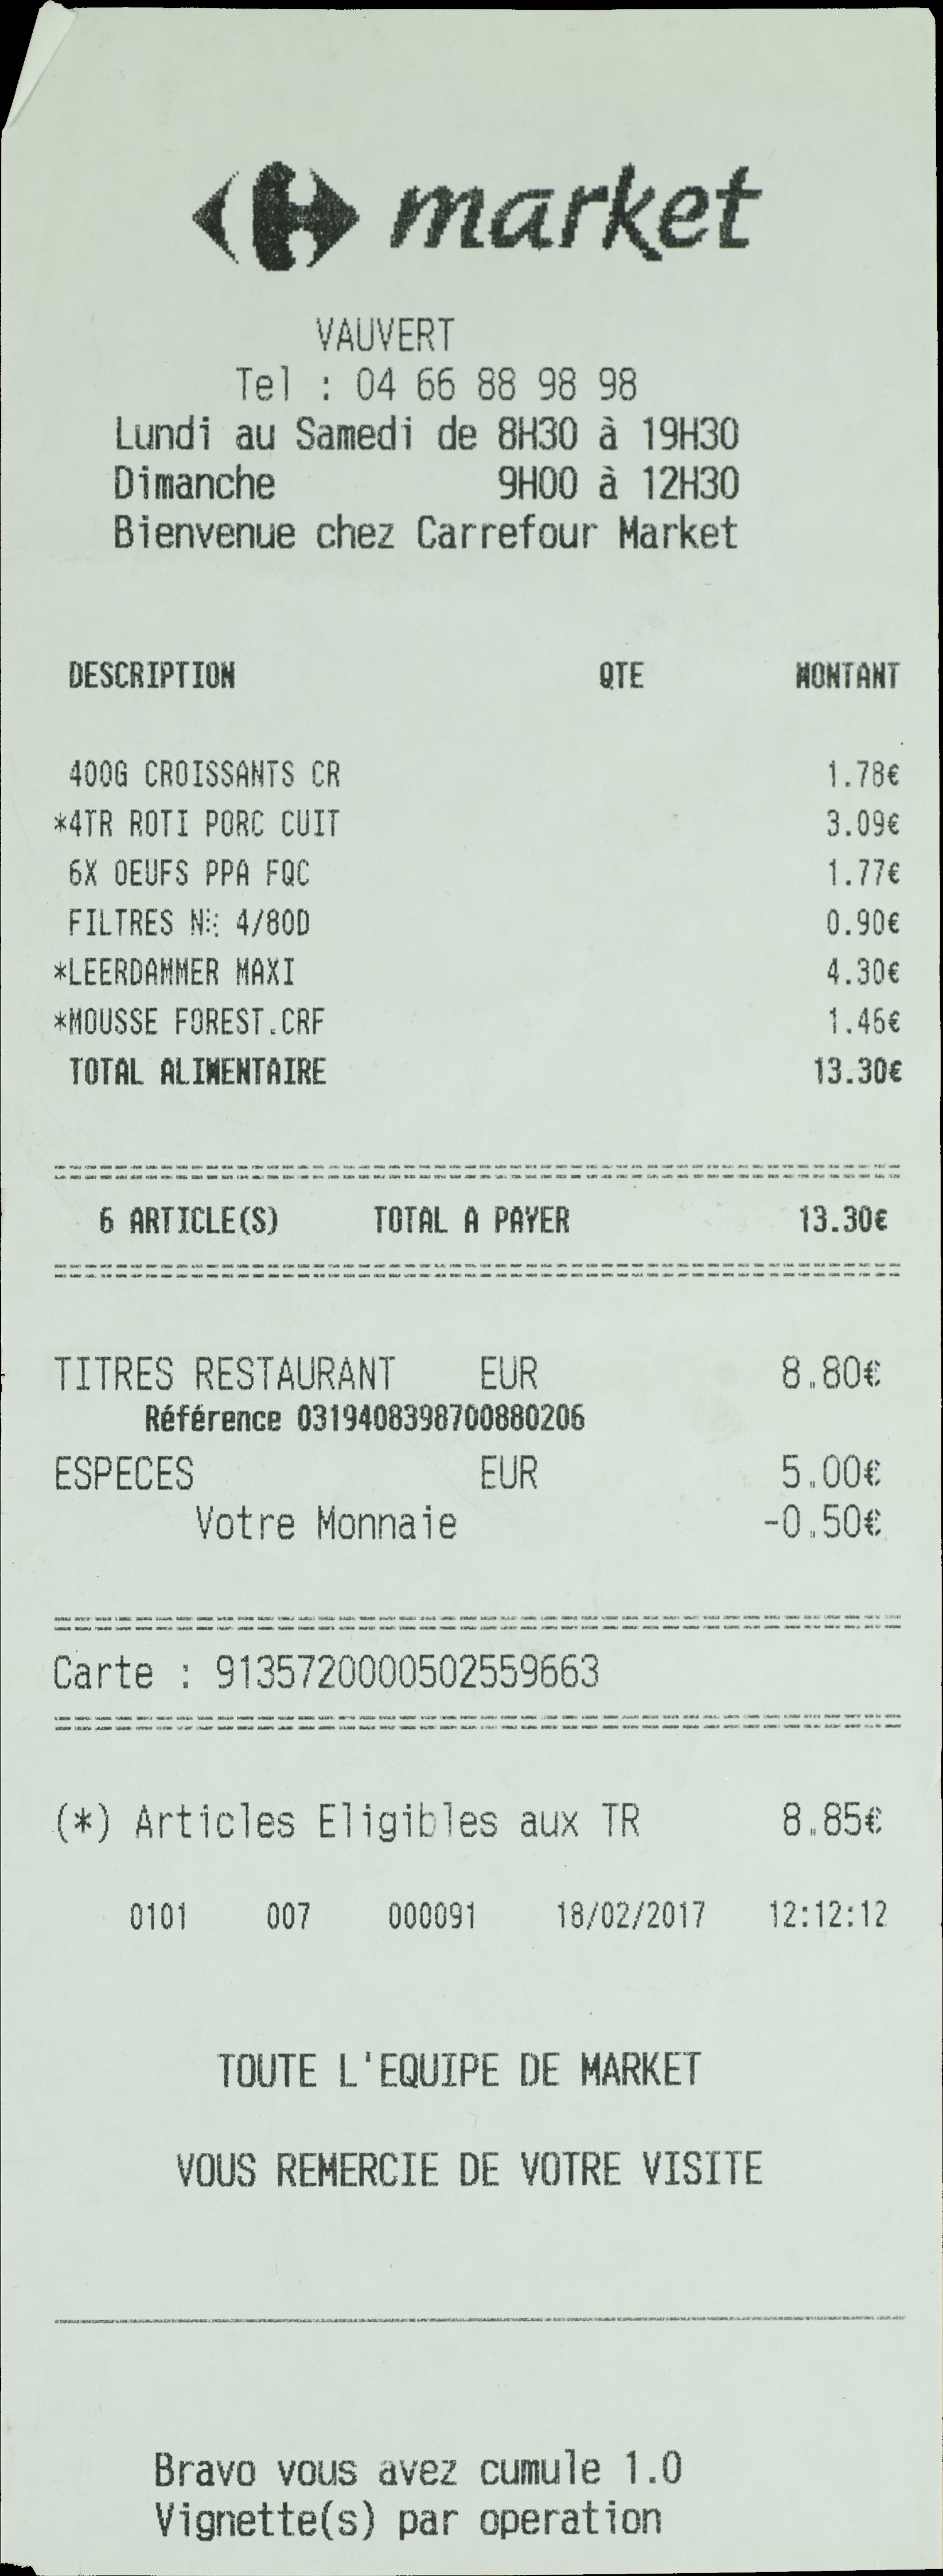 market
VAUVERT
Tel : 04 66 88 98 98
Lundi au Samedi de 8H30 à 19H30
Dimanche 9H00 à 12H30
Bienvenue chez Carrefour Market
DESCRIPTION QTE MONTANT
400G CROISSANTS CR 1.78€
*4TR ROTI PORC CUIT 3.09€
6X OEUFS PPA FQC 1.77€
FILTRES N 4/80D 0.90€
*LEERDAMMER MAXI 4.30€
*MOUSSE FOREST.CRF 1.46€
TOTAL ALIMENTAIRE 13.30€
6 ARTICLE(S) TOTAL A PAYER 13.30€
TITRES RESTAURANT EUR 8.80€
Référence 0319408398700880206
ESPECES EUR 5.00€
Votre Monnaie -0.50€
Carte : 9135720000502559663
(*) Articles Eligibles aux TR 8.85€
0101 007 000091 18/02/2017 12:12:12
TOUTE L'EQUIPE DE MARKET
VOUS REMERCIE DE VOTRE VISITE
Bravo vous avez cumule 1.0
Vignette(s) par operation